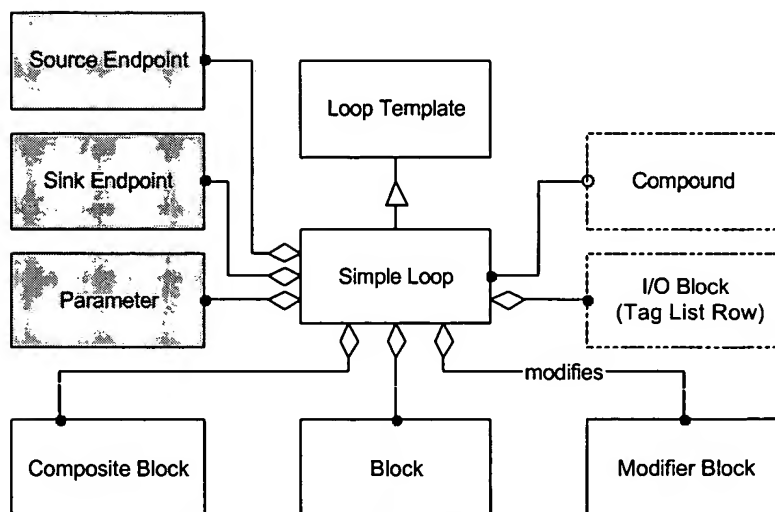 Source Endpoint
Loop Template
Sink Endpoint
Compound
Parameter
Simple Loop
I/O Block
(Tag List Row)
modifies
Composite Block
Block
Modifier Block